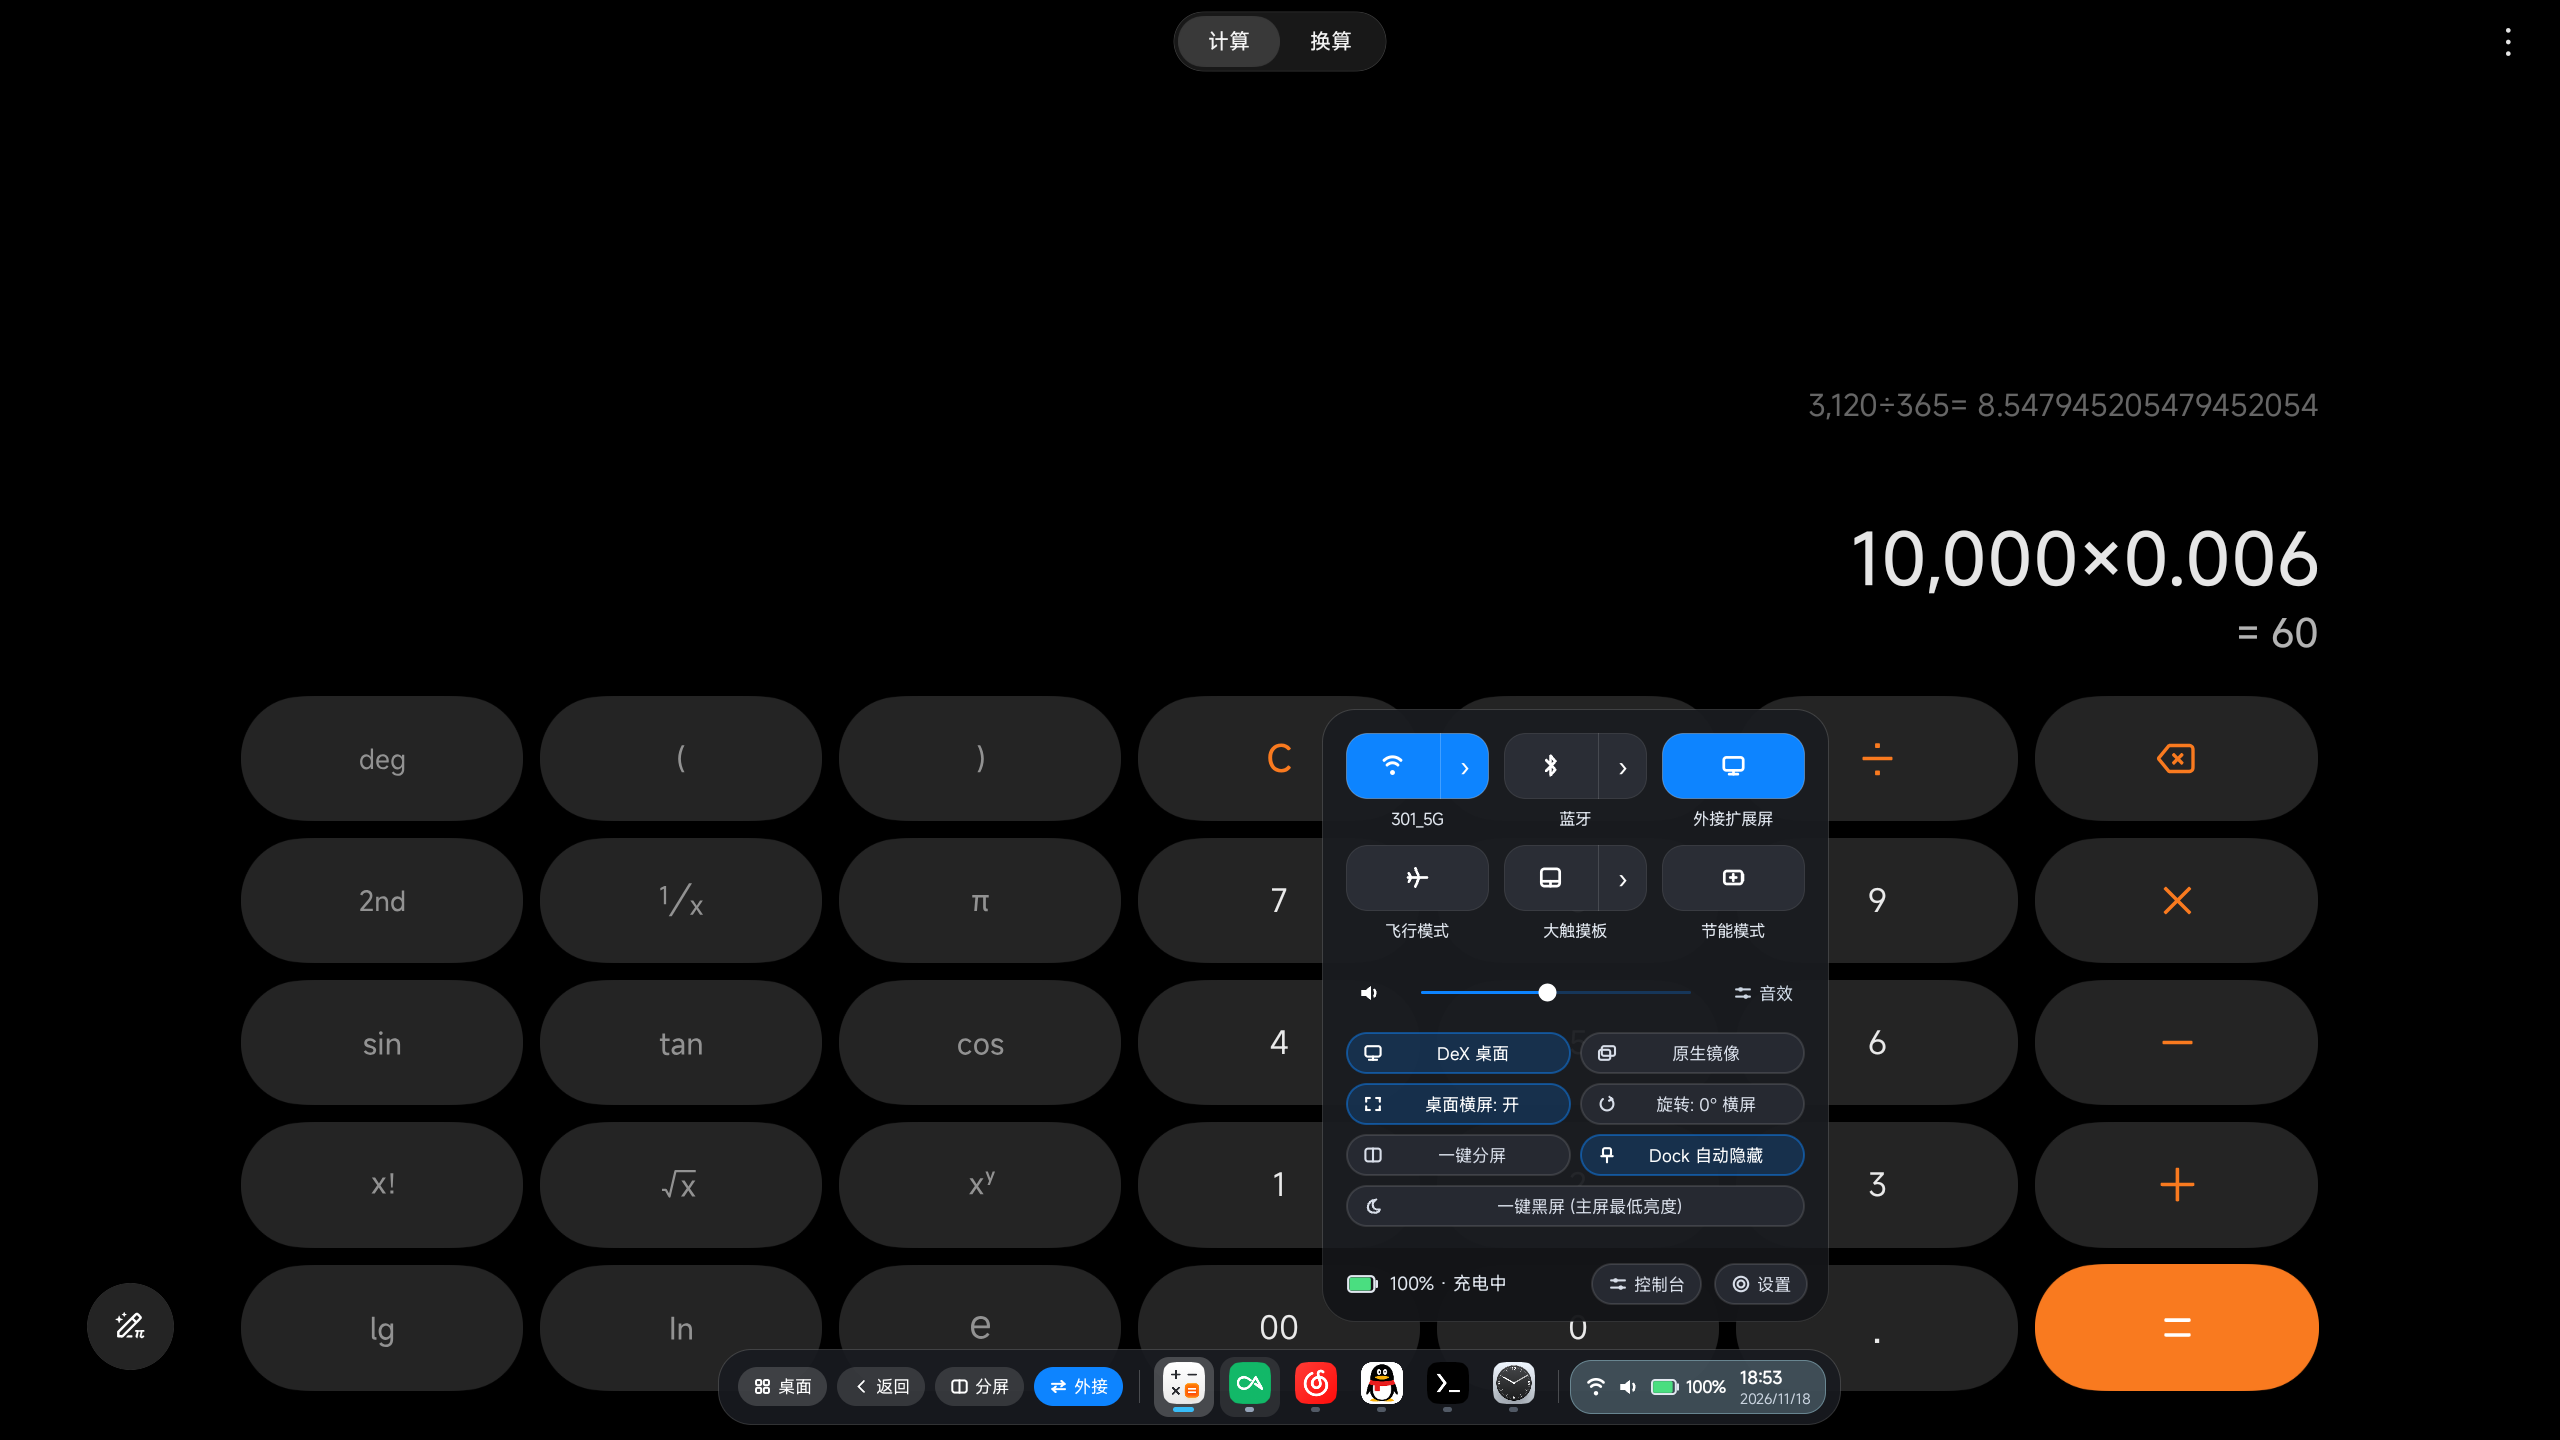 计算 换算
3,120÷365= 8.547945205479452054
10,000×0.006
= 60
deg ( ) C ÷
2nd 1/x π 7 9 ×
sin tan cos 4 6 −
x! √x xʸ 1 3 +
lg ln e 00 0 . =
301_5G 蓝牙 外接扩展屏
飞行模式 大触摸板 节能模式
音效
DeX 桌面 原生镜像
桌面横屏: 开 旋转: 0° 横屏
一键分屏 Dock 自动隐藏
一键黑屏 (主屏最低亮度)
100% · 充电中 控制台 设置
桌面 返回 分屏 外接 100% 18:53
2026/11/18